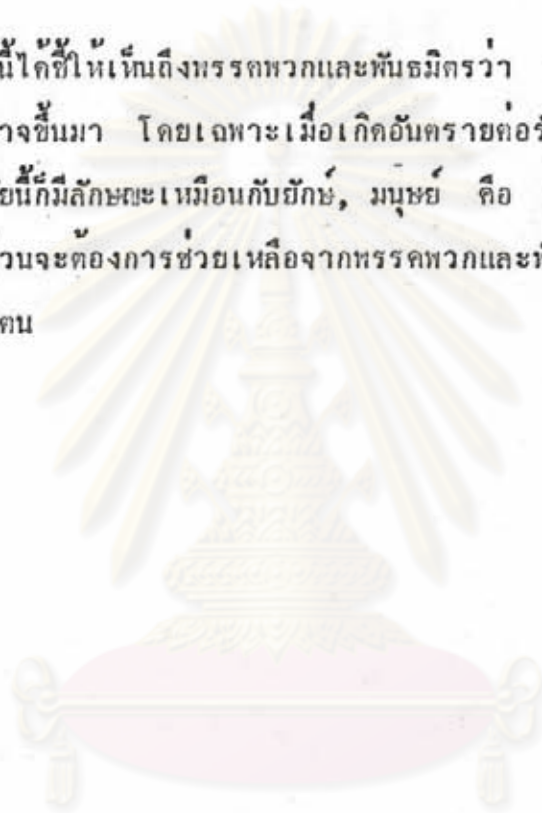 นี้ได้ชี้ให้เห็นถึงพรรคพวกและพันธมิตรว่า
าจขึ้นมา โดยเฉพาะเมื่อเกิดอันตรายต่อรั
ยนี้ก็มีลักษณะเหมือนกับยักษ์, มนุษย์ คือ
วนจะต้องการช่วยเหลือจากพรรคพวกและพั
ตน